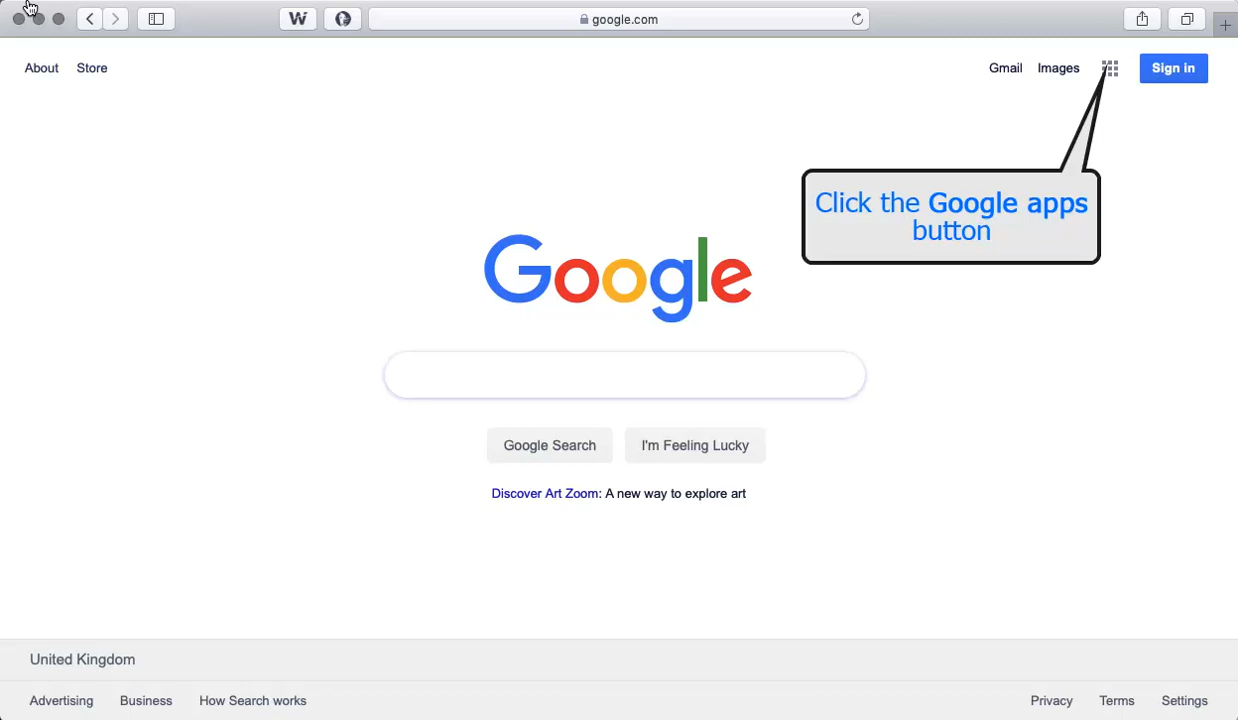 W google.com
About Store Gmail Images Sign in
Click the Google apps
button
Google
Google Search I'm Feeling Lucky
Discover Art Zoom: A new way to explore art
United Kingdom
Advertising Business How Search works Privacy Terms Settings